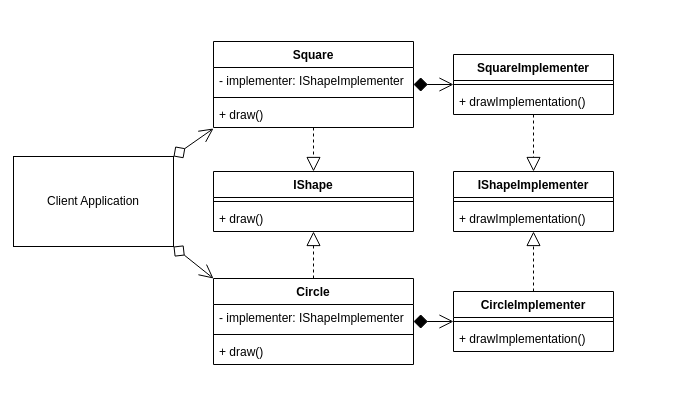 Square
- implementer: IShapeImplementer
+ draw()
SquareImplementer
+ drawImplementation()
Client Application
IShape
+ draw()
IShapeImplementer
+ drawImplementation()
Circle
- implementer: IShapeImplementer
+ draw()
CircleImplementer
+ drawImplementation()